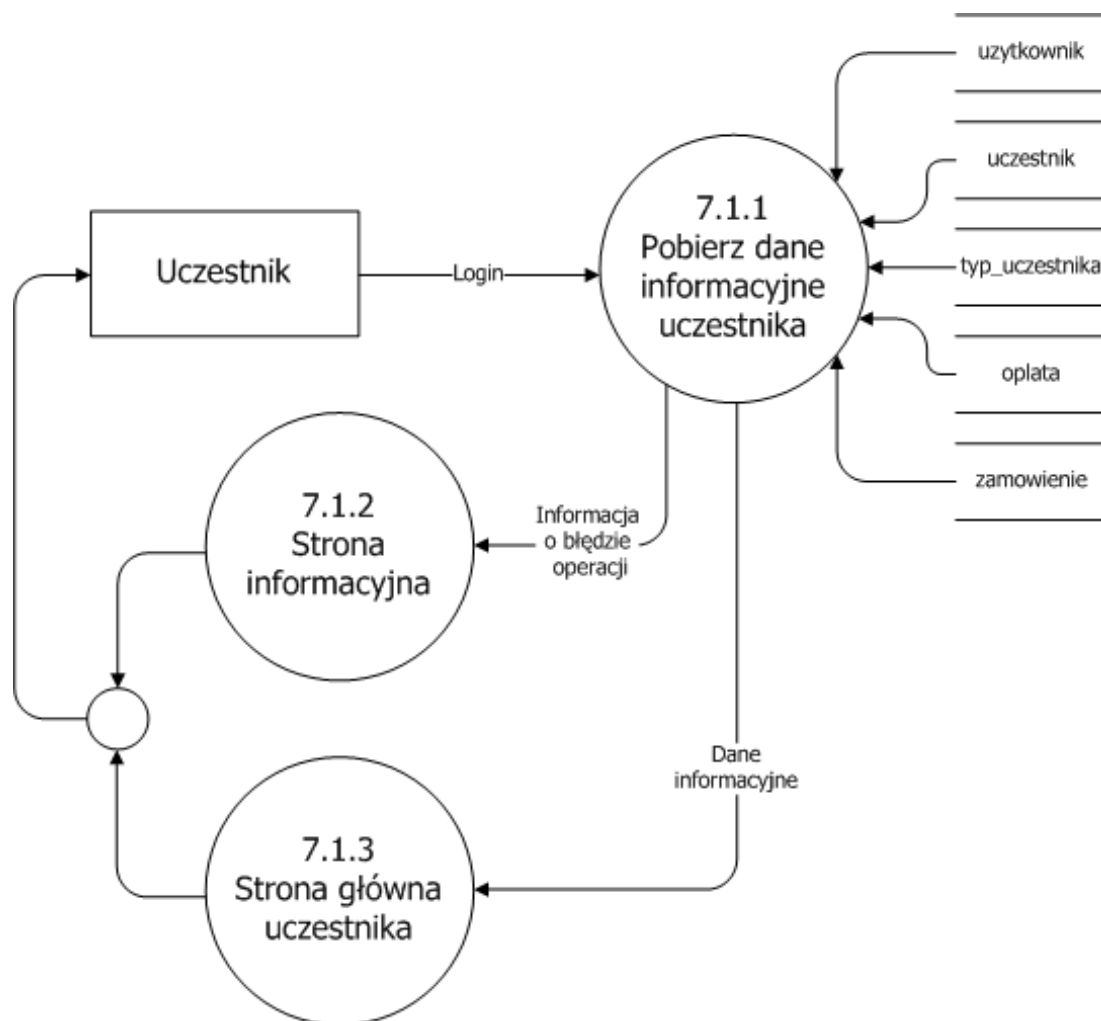 uzytkownik
uczestnik
typ_uczestnika
oplata
zamowienie
7.1.1
Pobierz dane
informacyjne
uczestnika
Uczestnik
Login
7.1.2
Strona
informacyjna
Informacja
o błędzie
operacji
Dane
informacyjne
7.1.3
Strona główna
uczestnika